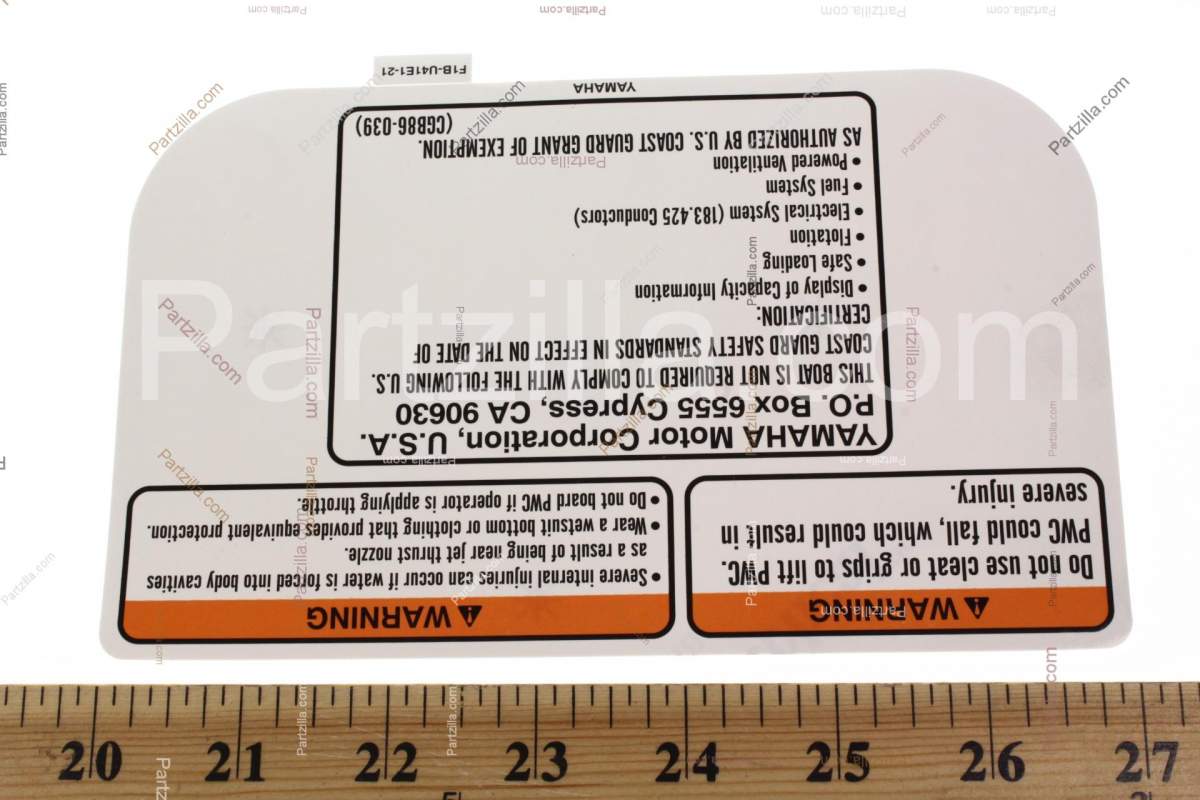 ⚠WARNING
Do not use cleat or grips to lift PWC.
PWC could fall, which could result in
severe injury.
⚠WARNING
• Severe internal injuries can occur if water is forced into body cavities
as a result of being near jet thrust nozzle.
• Wear a wetsuit bottom or clothing that provides equivalent protection.
• Do not board PWC if operator is applying throttle.
YAMAHA Motor Corporation, U.S.A.
P.O. Box 6555 Cypress, CA 90630
THIS BOAT IS NOT REQUIRED TO COMPLY WITH THE FOLLOWING U.S.
COAST GUARD SAFETY STANDARDS IN EFFECT ON THE DATE OF
CERTIFICATION:
• Display of Capacity Information
• Safe Loading
• Flotation
• Electrical System (183.425 Conductors)
• Fuel System
• Powered Ventilation
AS AUTHORIZED BY U.S. COAST GUARD GRANT OF EXEMPTION.
(CGB86-039)
YAMAHA
F1B-U41E1-21
Partzilla.com
20 21 22 23 24 25 26 27